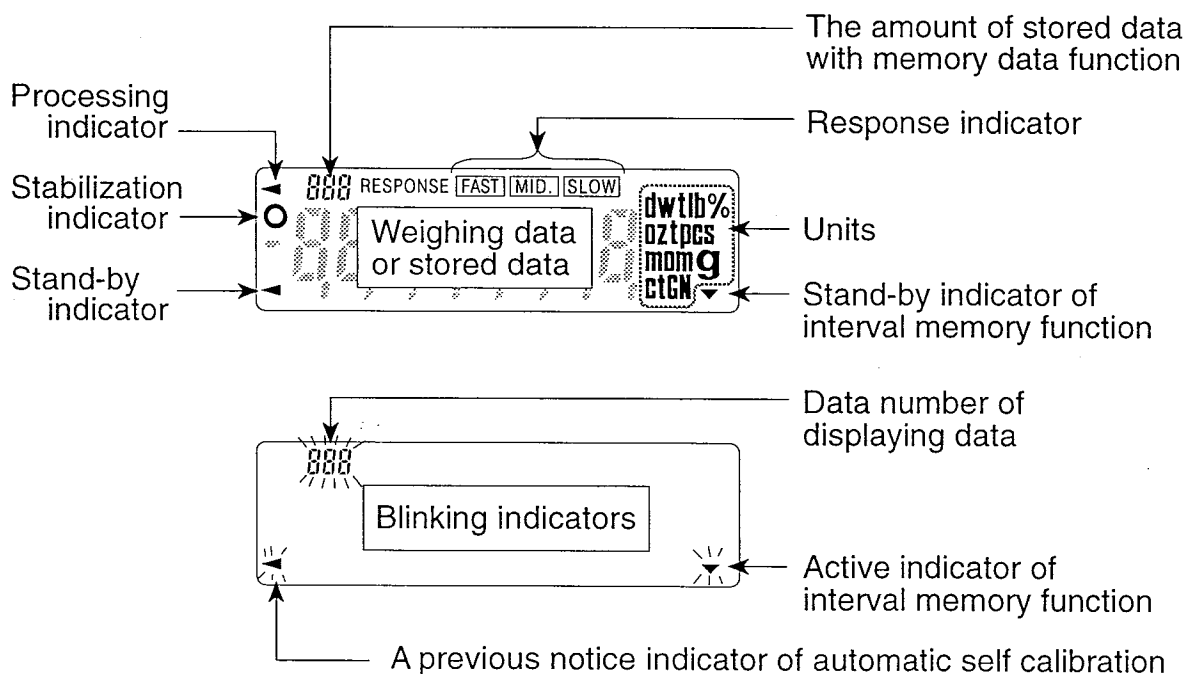 The amount of stored data
with memory data function
Processing
indicator
Response indicator
Stabilization
indicator
888 RESPONSE FAST MID. SLOW
Weighing data
or stored data
dwtlb%
oztpcs
momg
ctGN
Units
Stand-by
indicator
Stand-by indicator of
interval memory function
Data number of
displaying data
888
Blinking indicators
Active indicator of
interval memory function
A previous notice indicator of automatic self calibration